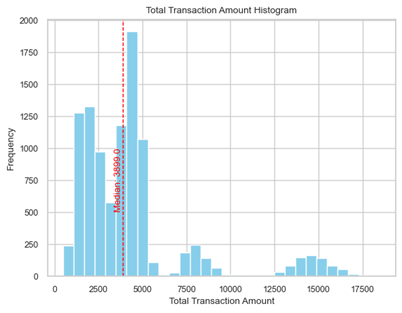 Total Transaction Amount Histogram
2000
1750
1500
1250
1000
750
500
250
0
Frequency
Median: 3899.0
0 2500 5000 7500 10000 12500 15000 17500
Total Transaction Amount